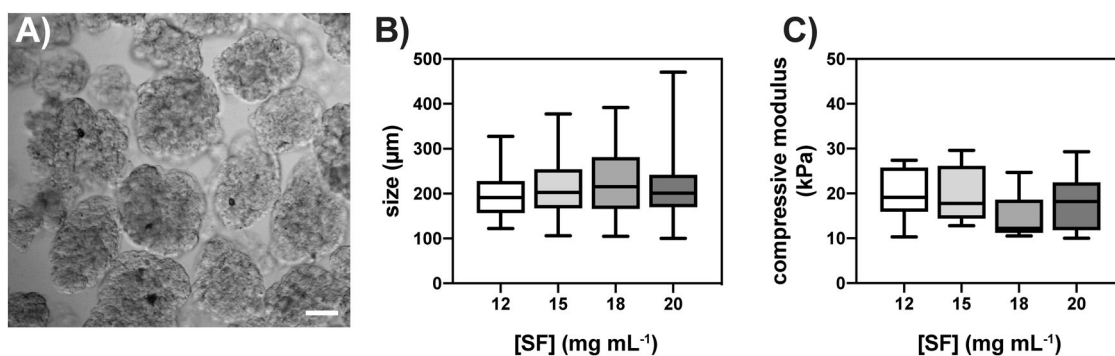 A)
B)
size (µm)
500
400
300
200
100
0
12 15 18 20
[SF] (mg mL⁻¹)
C)
compressive modulus
(kPa)
50
40
30
20
10
0
12 15 18 20
[SF] (mg mL⁻¹)